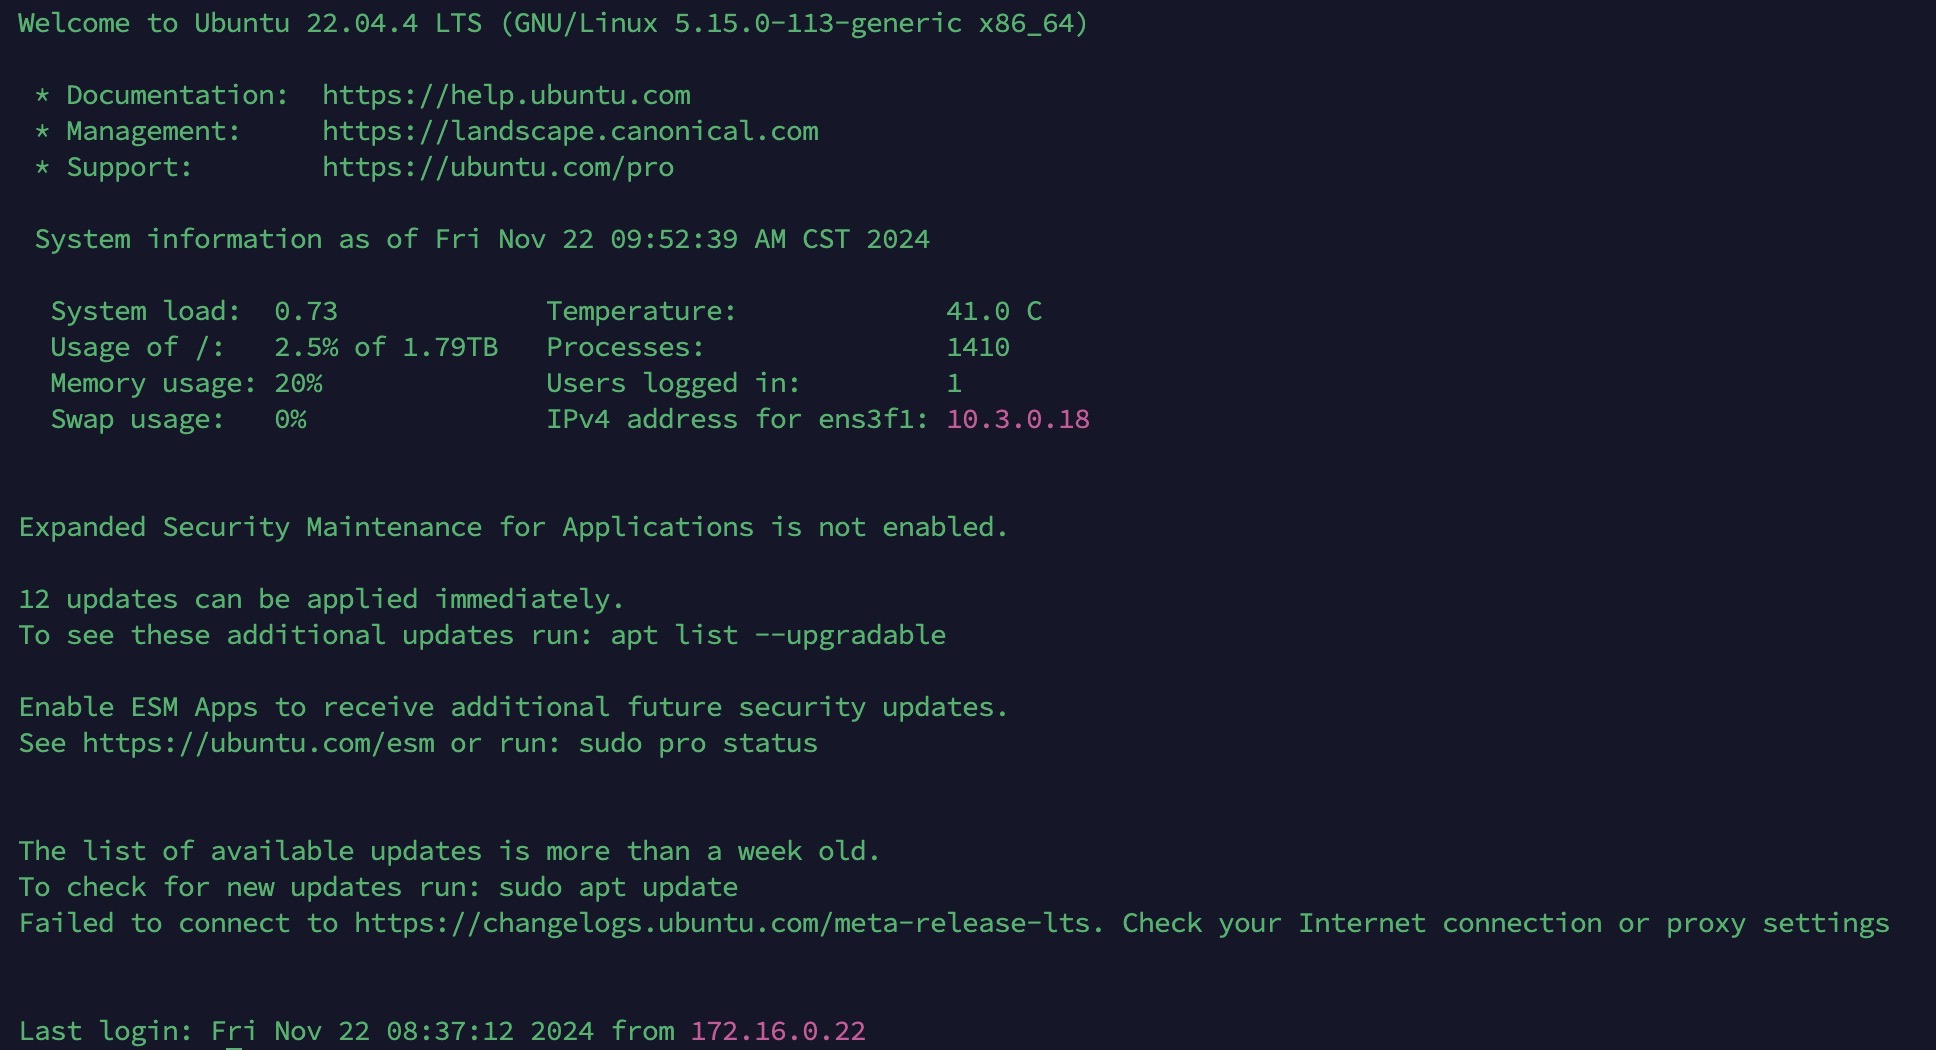 Welcome to Ubuntu 22.04.4 LTS (GNU/Linux 5.15.0-113-generic x86_64)
* Documentation:  https://help.ubuntu.com
* Management:     https://landscape.canonical.com
* Support:        https://ubuntu.com/pro
System information as of Fri Nov 22 09:52:39 AM CST 2024
System load:  0.73             Temperature:             41.0 C
Usage of /:   2.5% of 1.79TB   Processes:               1410
Memory usage: 20%              Users logged in:         1
Swap usage:   0%               IPv4 address for ens3f1: 10.3.0.18
Expanded Security Maintenance for Applications is not enabled.
12 updates can be applied immediately.
To see these additional updates run: apt list --upgradable
Enable ESM Apps to receive additional future security updates.
See https://ubuntu.com/esm or run: sudo pro status
The list of available updates is more than a week old.
To check for new updates run: sudo apt update
Failed to connect to https://changelogs.ubuntu.com/meta-release-lts. Check your Internet connection or proxy settings
Last login: Fri Nov 22 08:37:12 2024 from 172.16.0.22